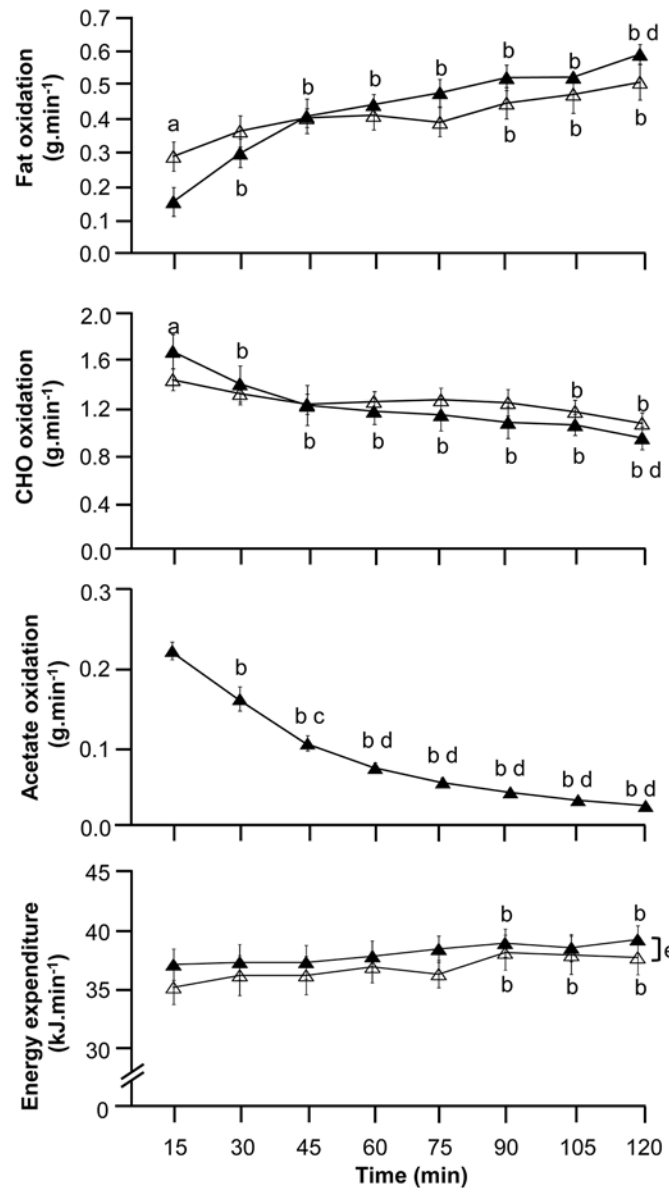 Fat oxidation
(g.min⁻¹)
0.7
0.6
0.5
0.4
0.3
0.2
0.1
0.0
a
b
b
b
b
b
b
b d
b
b
b
b
CHO oxidation
(g.min⁻¹)
2.0
1.6
1.2
0.8
0.4
0.0
a
b
b
b
b
b
b
b
b
b
b d
Acetate oxidation
(g.min⁻¹)
0.3
0.2
0.1
0.0
b
b c
b d
b d
b d
b d
b d
Energy expenditure
(kJ.min⁻¹)
45
40
35
30
0
b
b
e
b
b
b
15 30 45 60 75 90 105 120
Time (min)